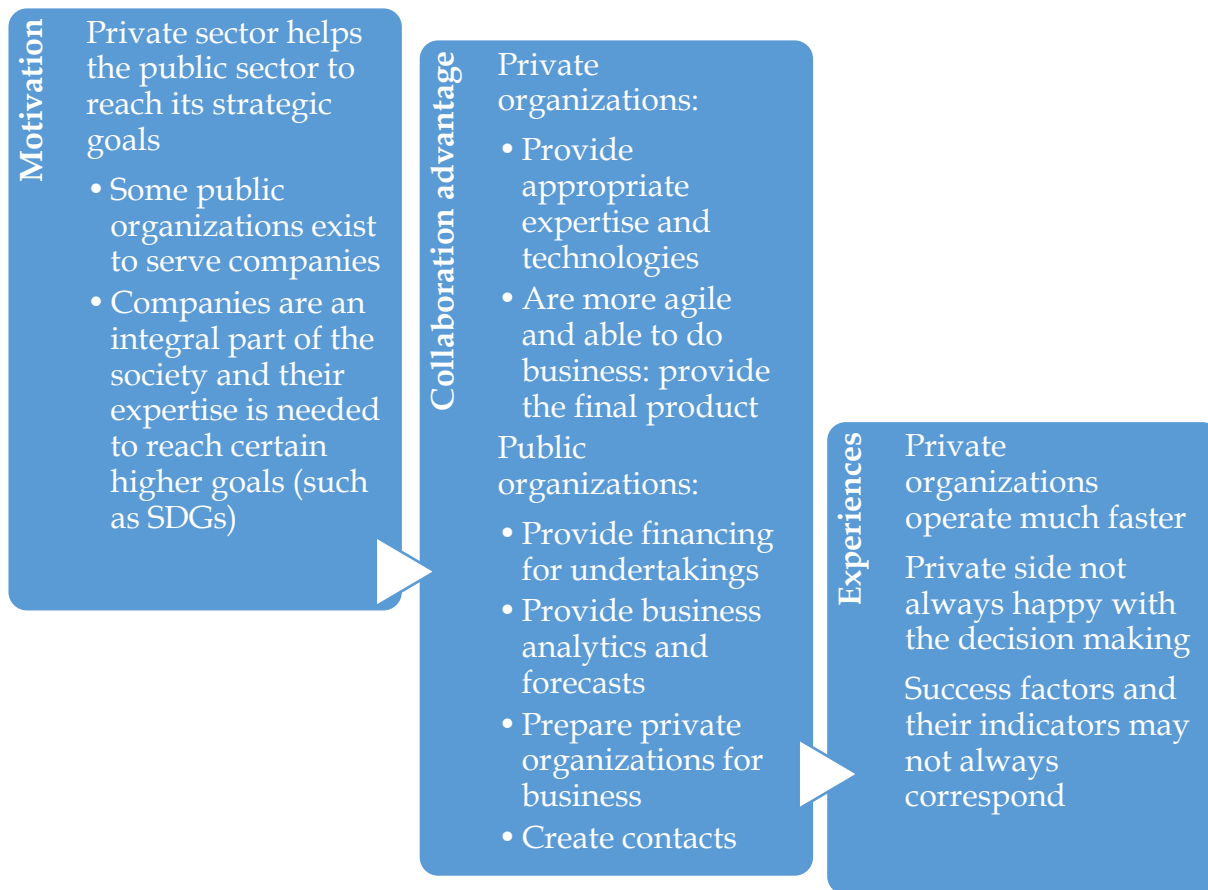 Motivation
Private sector helps
the public sector to
reach its strategic
goals
• Some public
organizations exist
to serve companies
• Companies are an
integral part of the
society and their
expertise is needed
to reach certain
higher goals (such
as SDGs)
Collaboration advantage
Private
organizations:
• Provide
appropriate
expertise and
technologies
• Are more agile
and able to do
business: provide
the final product
Public
organizations:
• Provide financing
for undertakings
• Provide business
analytics and
forecasts
• Prepare private
organizations for
business
• Create contacts
Experiences
Private
organizations
operate much faster
Private side not
always happy with
the decision making
Success factors and
their indicators may
not always
correspond